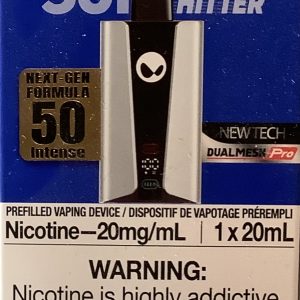 HITTER
NEXT-GEN
FORMULA
50
Intense
NEW TECH
DUALMESH Pro
100
PREFILLED VAPING DEVICE / DISPOSITIF DE VAPOTAGE PRÉREMPLI
Nicotine—20mg/mL | 1 x 20mL
WARNING:
Nicotine is highly addictive